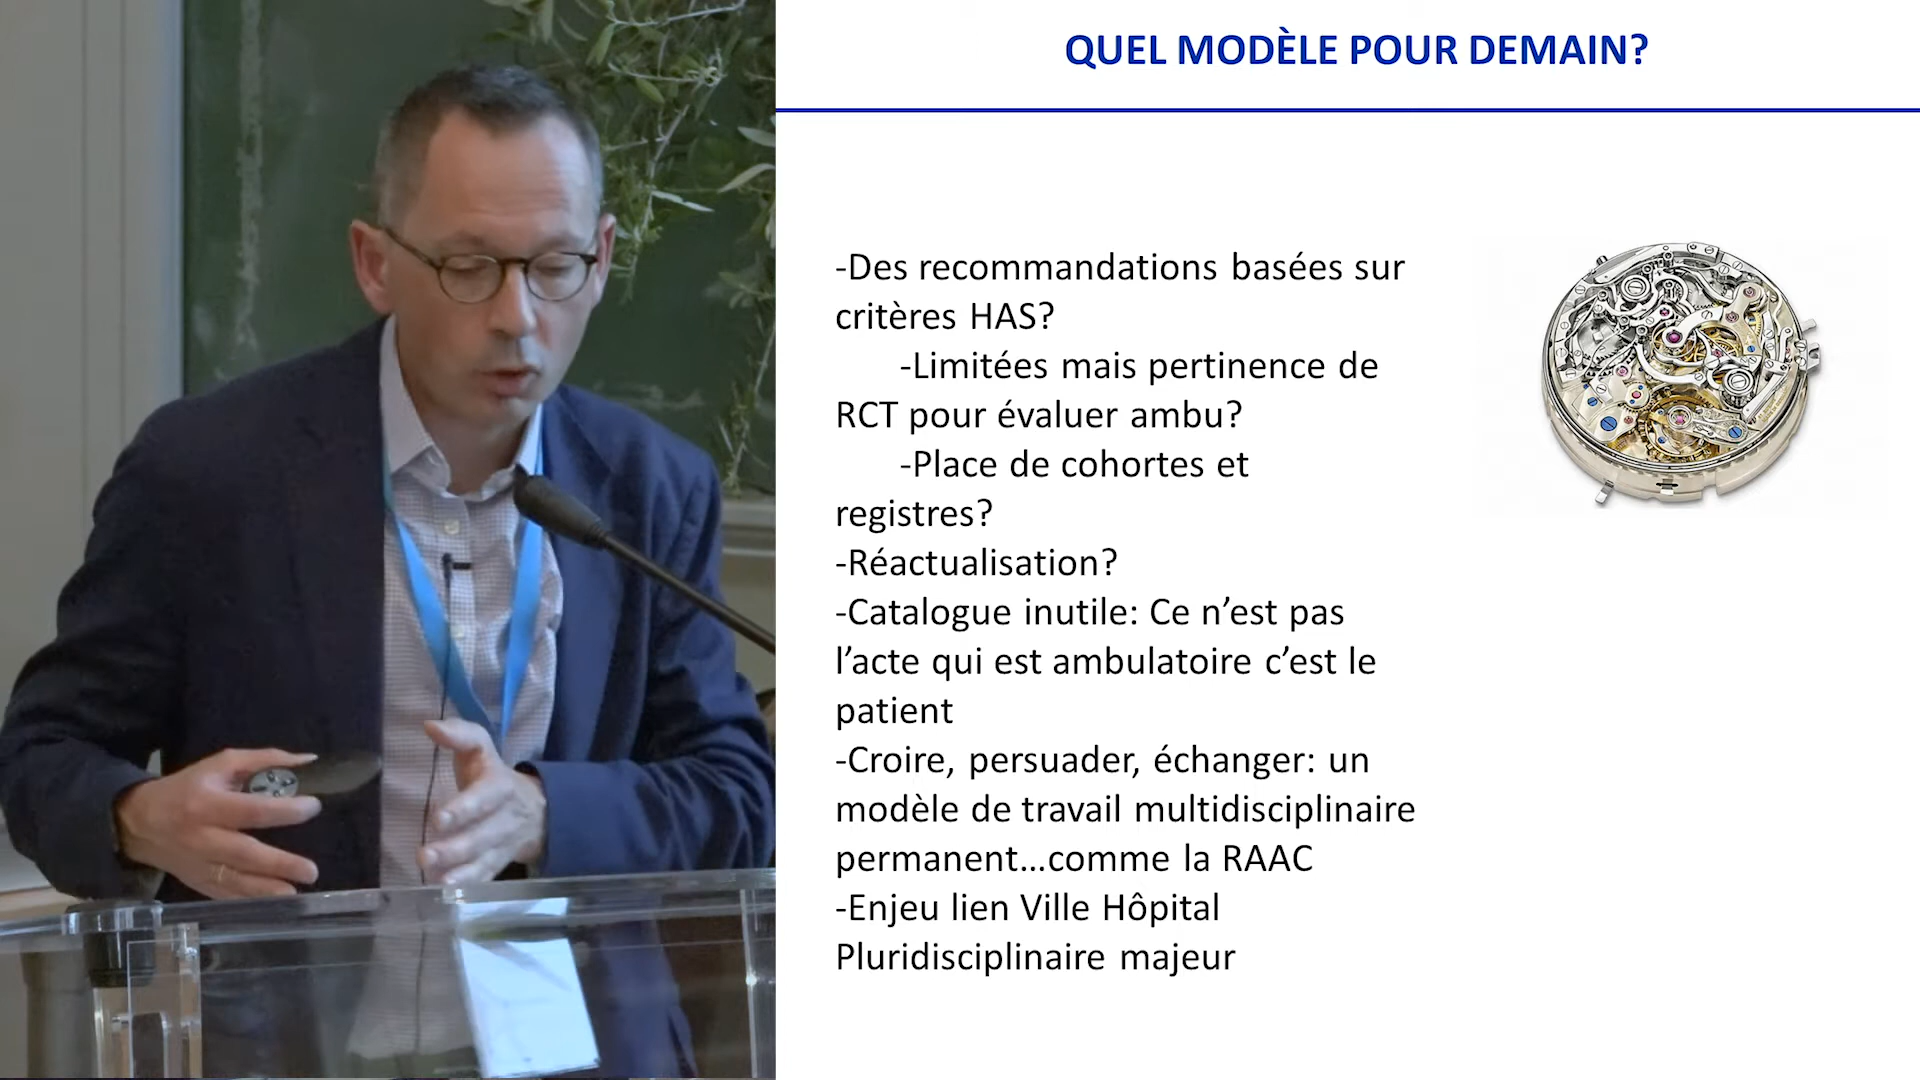 QUEL MODÈLE POUR DEMAIN?
-Des recommandations basées sur
critères HAS?
-Limitées mais pertinence de
RCT pour évaluer ambu?
-Place de cohortes et
registres?
-Réactualisation?
-Catalogue inutile: Ce n’est pas
l’acte qui est ambulatoire c’est le
patient
-Croire, persuader, échanger: un
modèle de travail multidisciplinaire
permanent…comme la RAAC
-Enjeu lien Ville Hôpital
Pluridisciplinaire majeur